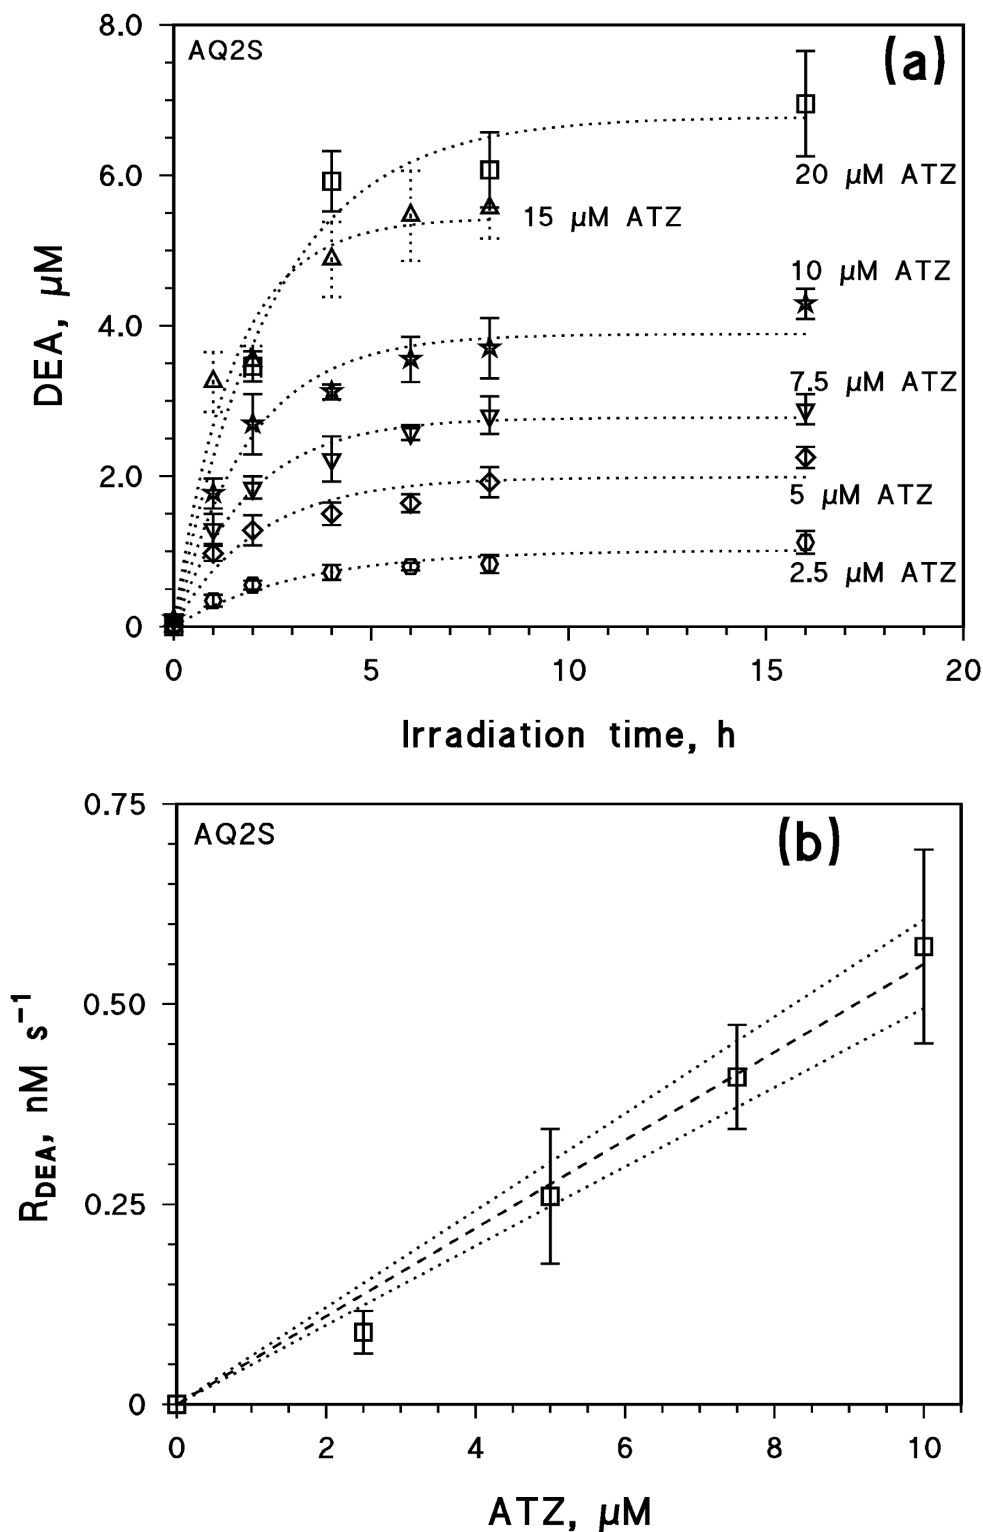 8.0
AQ2S
(a)
6.0
20 µM ATZ
15 µM ATZ
10 µM ATZ
4.0
7.5 µM ATZ
2.0
5 µM ATZ
2.5 µM ATZ
0
DEA, µM
0 5 10 15 20
Irradiation time, h
0.75
AQ2S
(b)
0.50
0.25
0
R_DEA, nM s⁻¹
0 2 4 6 8 10
ATZ, µM